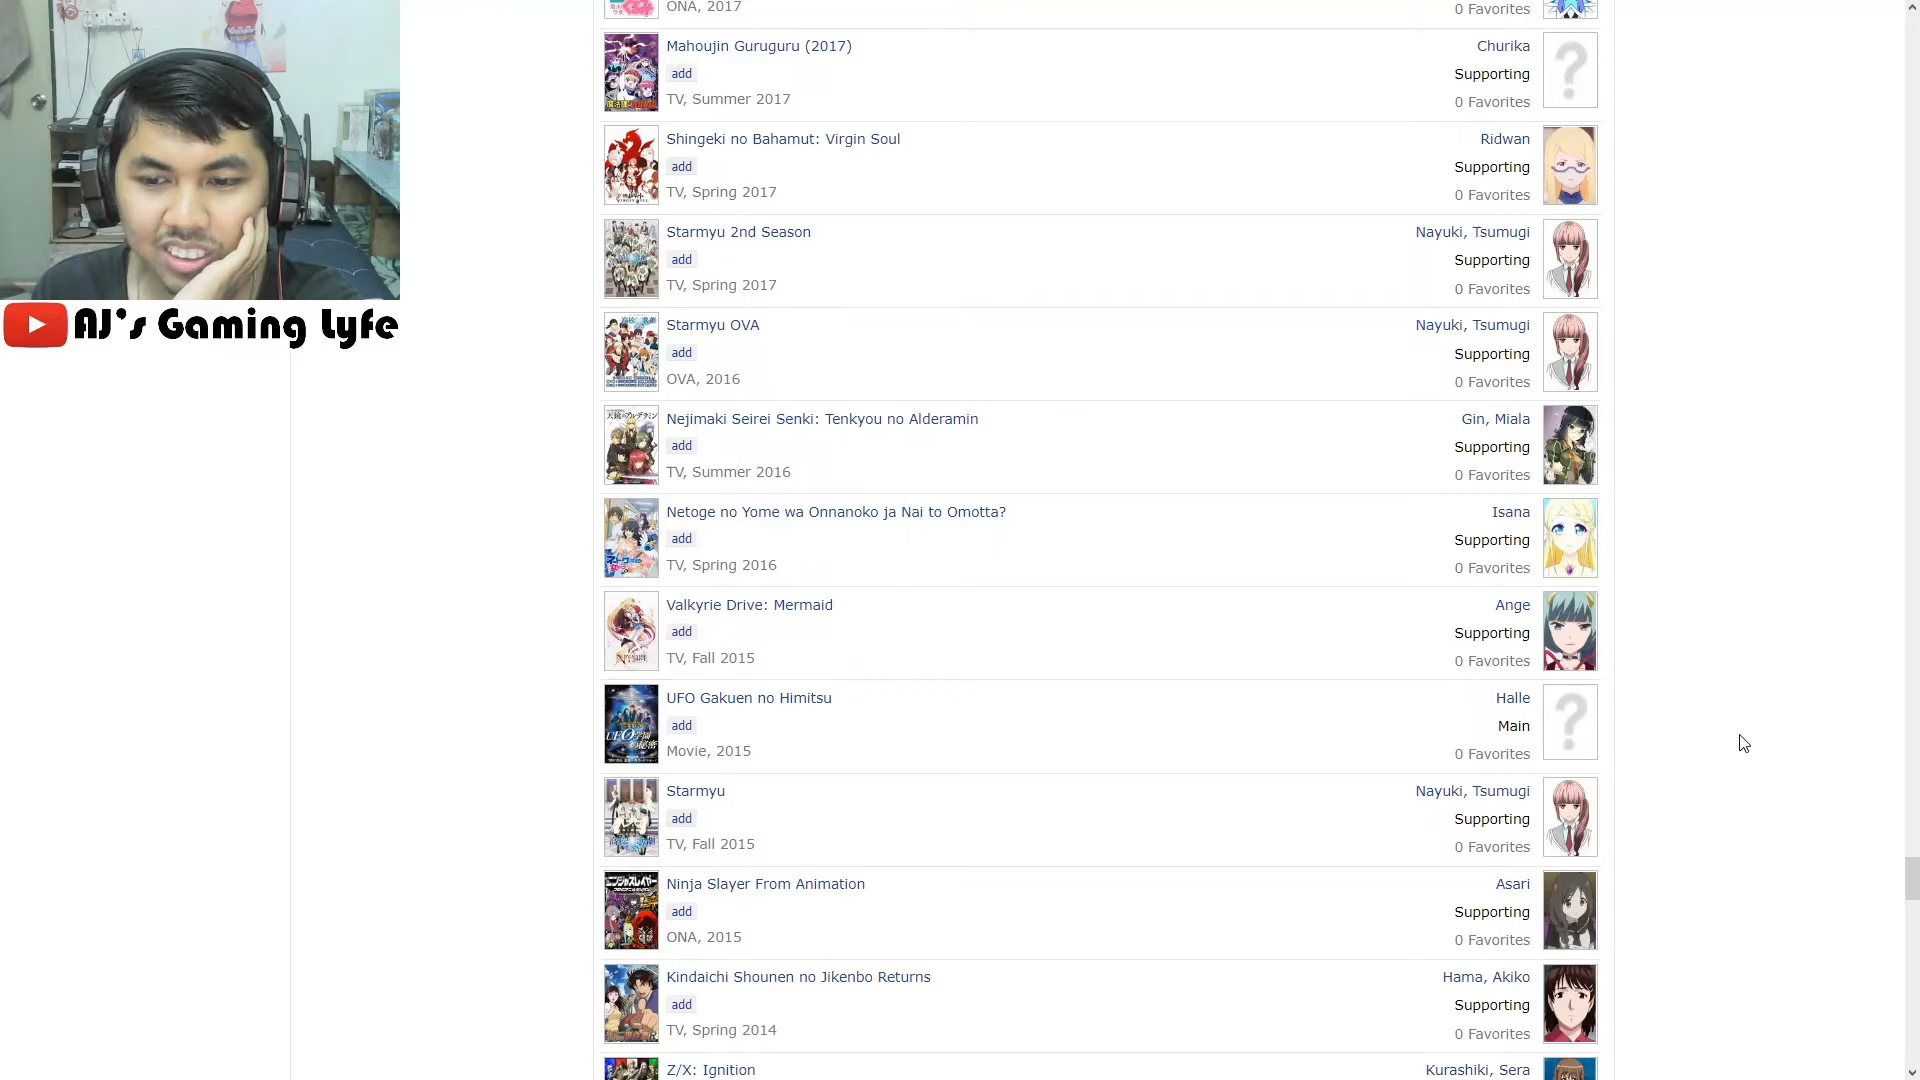 ONA, 2017
0 Favorites
Mahoujin Guruguru (2017)
Churika
add
Supporting
TV, Summer 2017
0 Favorites
Shingeki no Bahamut: Virgin Soul
Ridwan
add
Supporting
TV, Spring 2017
0 Favorites
Starmyu 2nd Season
Nayuki, Tsumugi
add
Supporting
TV, Spring 2017
0 Favorites
AJ's Gaming Lyfe
Starmyu OVA
Nayuki, Tsumugi
add
Supporting
OVA, 2016
0 Favorites
Nejimaki Seirei Senki: Tenkyou no Alderamin
Gin, Miala
add
Supporting
TV, Summer 2016
0 Favorites
Netoge no Yome wa Onnanoko ja Nai to Omotta?
Isana
add
Supporting
TV, Spring 2016
0 Favorites
Valkyrie Drive: Mermaid
Ange
add
Supporting
TV, Fall 2015
0 Favorites
UFO Gakuen no Himitsu
Halle
add
Main
Movie, 2015
0 Favorites
Starmyu
Nayuki, Tsumugi
add
Supporting
TV, Fall 2015
0 Favorites
Ninja Slayer From Animation
Asari
add
Supporting
ONA, 2015
0 Favorites
Kindaichi Shounen no Jikenbo Returns
Hama, Akiko
add
Supporting
TV, Spring 2014
0 Favorites
Z/X: Ignition
Kurashiki, Sera